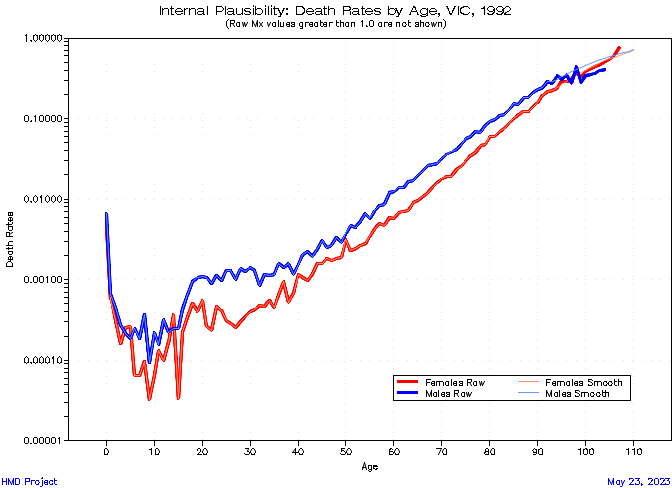 Internal Plausibility: Death Rates by Age, VIC, 1992
(Raw Mx values greater than 1.0 are not shown)
1.00000
0.10000
0.01000
0.00100
0.00010
0.00001
Death Rates
Females Raw
Females Smooth
Males Raw
Males Smooth
0 10 20 30 40 50 60 70 80 90 100 110
Age
HMD Project
May 23, 2023